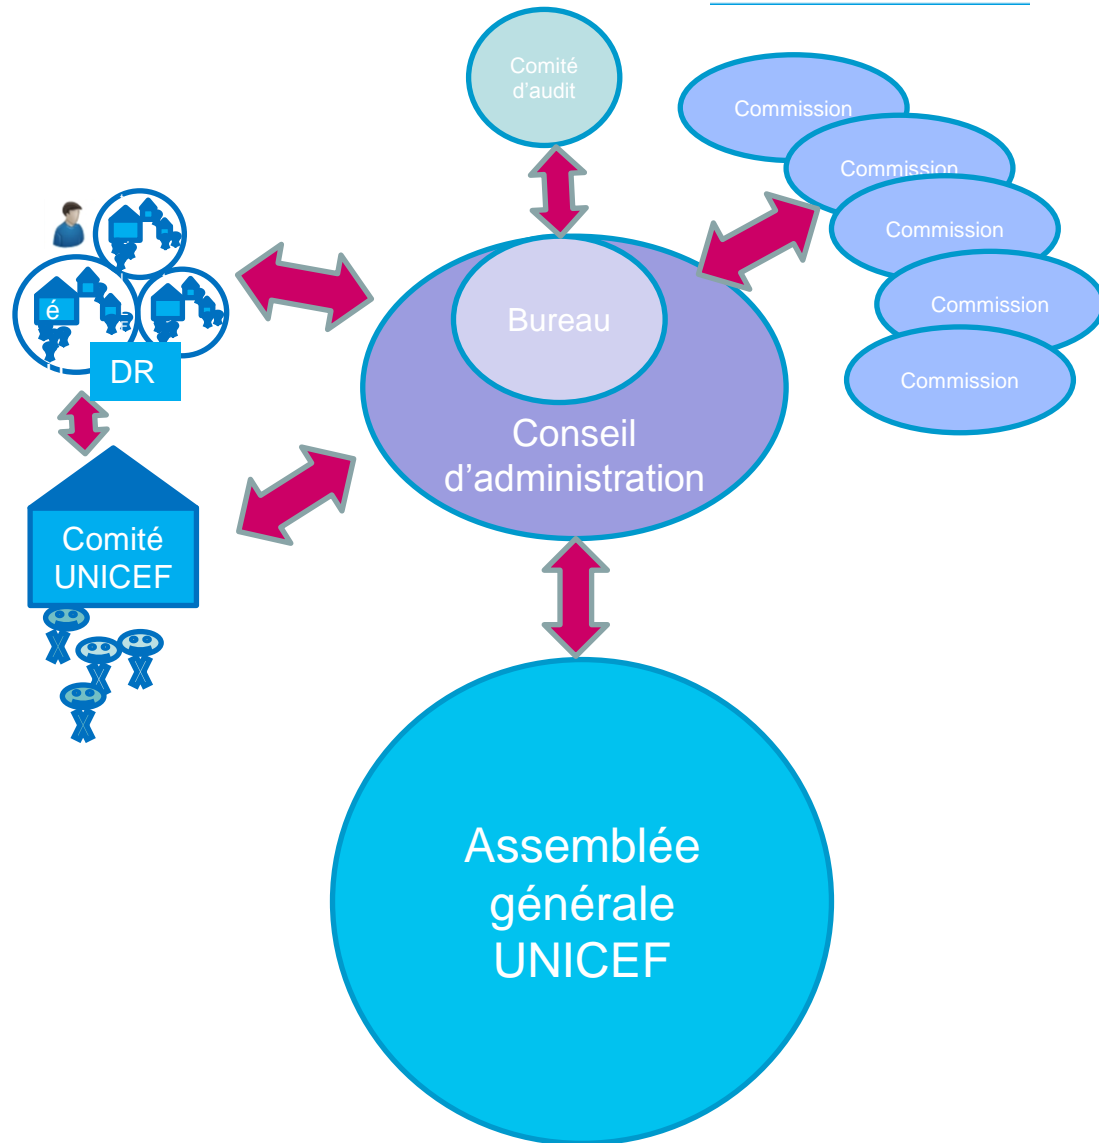 Comité
d'audit
Commission
Commission
Commission
Commission
Commission
Bureau
Conseil
d'administration
é
DR
Comité
UNICEF
Assemblée
générale
UNICEF